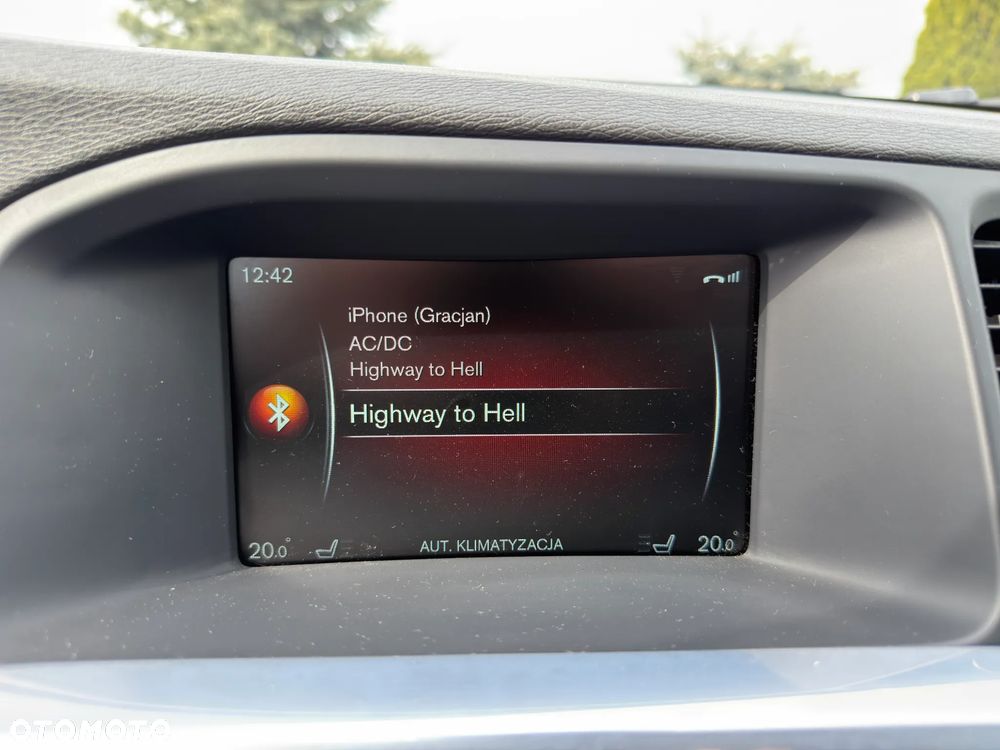 12:42
iPhone (Gracjan)
AC/DC
Highway to Hell
Highway to Hell
20.0° AUT. KLIMATYZACJA 20.0°
OTOMOTO